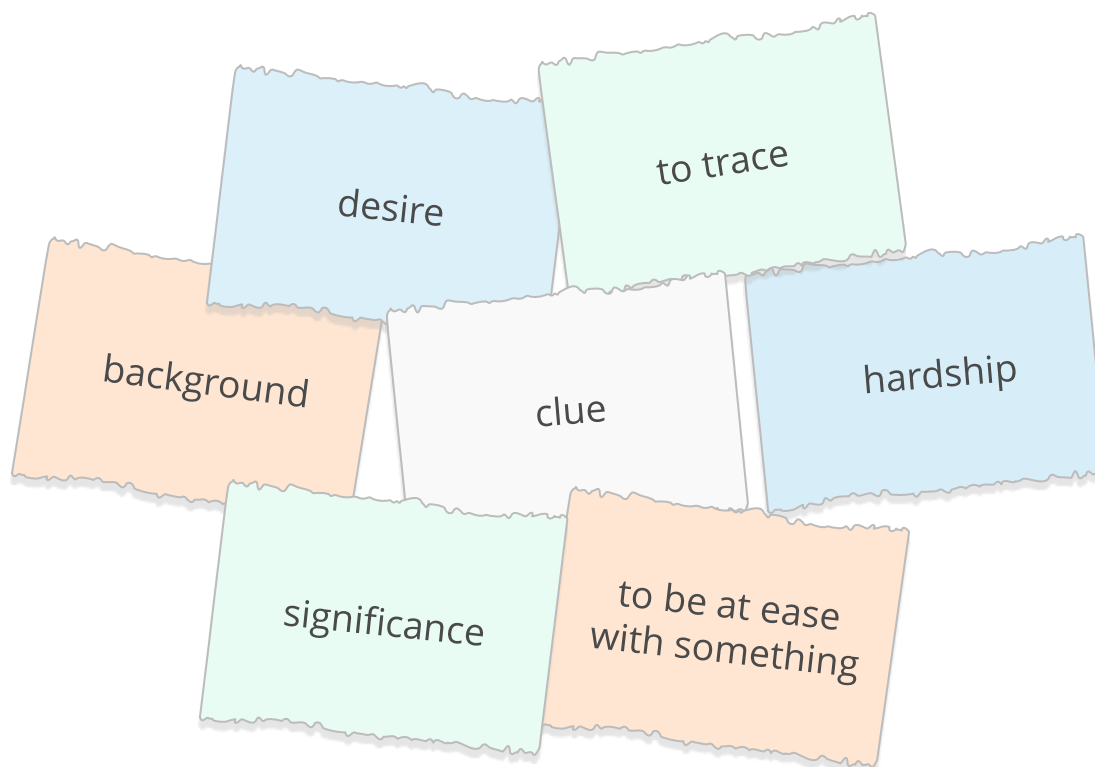 desire
to trace
background
clue
hardship
significance
to be at ease
with something